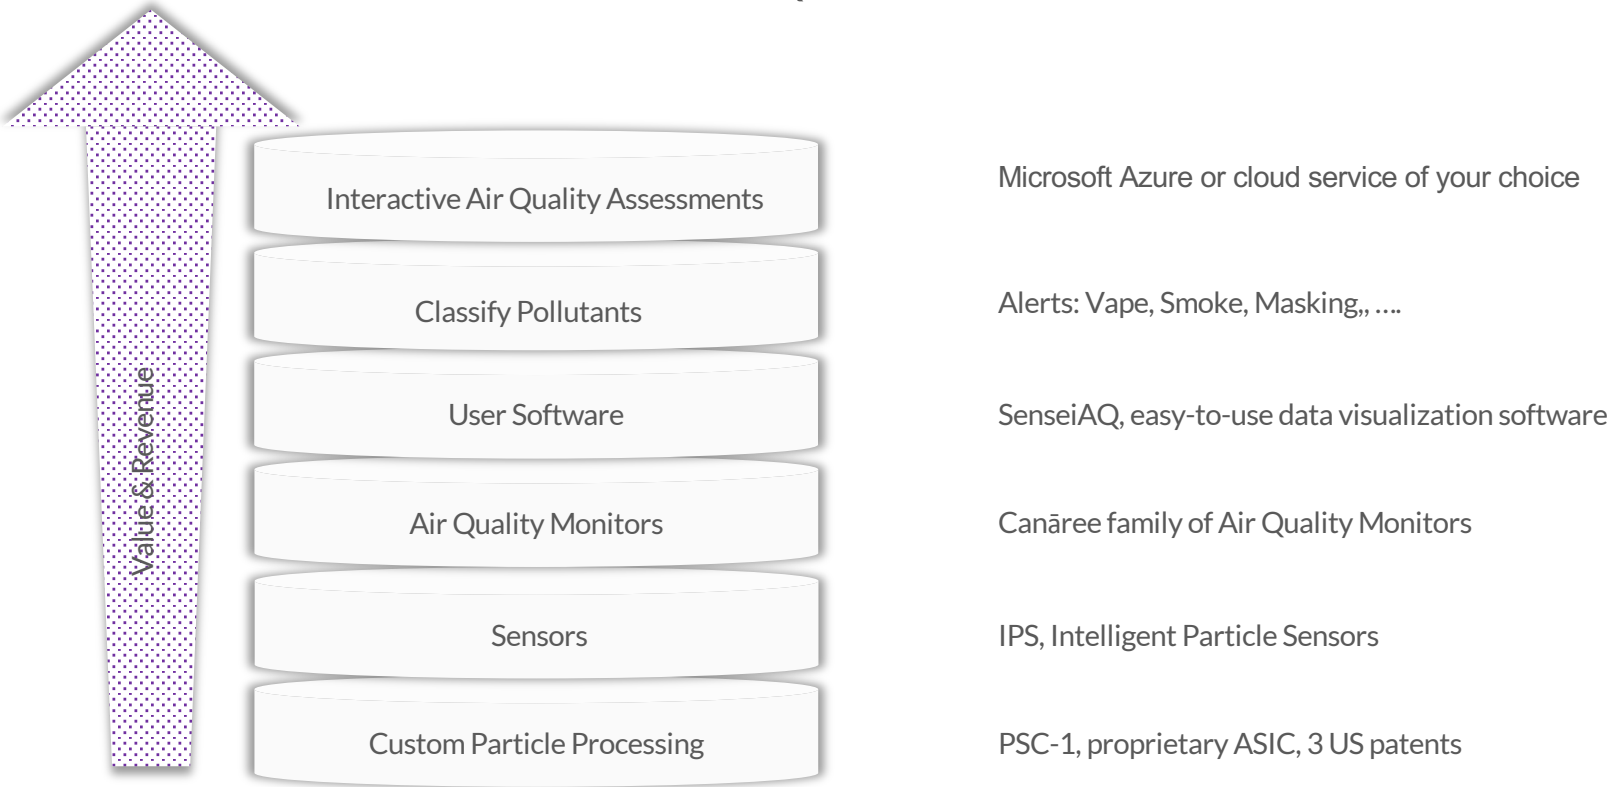 Interactive Air Quality Assessments
Microsoft Azure or cloud service of your choice
Classify Pollutants
Alerts: Vape, Smoke, Masking,, ....
User Software
SenseiAQ, easy-to-use data visualization software
Value & Revenue
Air Quality Monitors
Canāree family of Air Quality Monitors
Sensors
IPS, Intelligent Particle Sensors
Custom Particle Processing
PSC-1, proprietary ASIC, 3 US patents